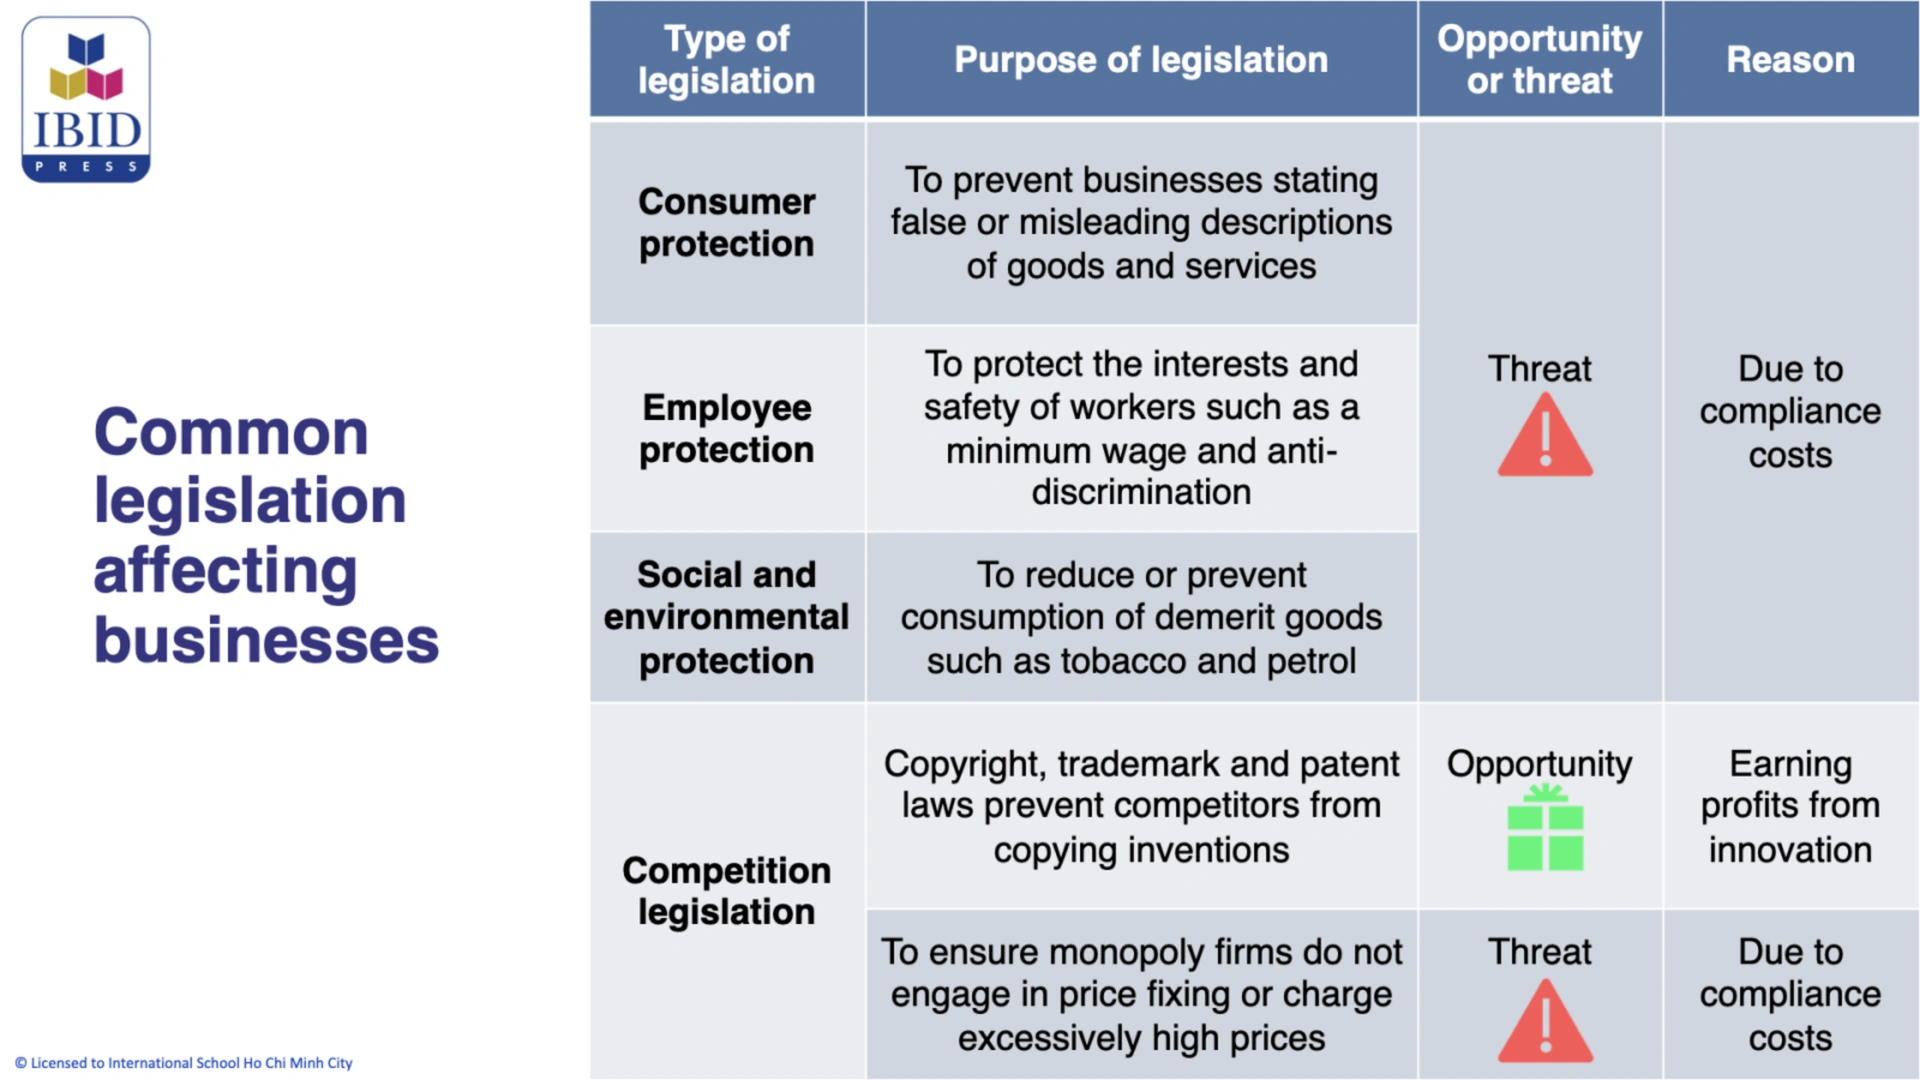 IBID
PRESS
Common
legislation
affecting
businesses
Type of
legislation
Purpose of legislation
Opportunity
or threat
Reason
Consumer
protection
To prevent businesses stating
false or misleading descriptions
of goods and services
Employee
protection
To protect the interests and
safety of workers such as a
minimum wage and anti-
discrimination
Social and
environmental
protection
To reduce or prevent
consumption of demerit goods
such as tobacco and petrol
Threat
Due to
compliance
costs
Competition
legislation
Copyright, trademark and patent
laws prevent competitors from
copying inventions
Opportunity
Earning
profits from
innovation
To ensure monopoly firms do not
engage in price fixing or charge
excessively high prices
Threat
Due to
compliance
costs
© Licensed to International School Ho Chi Minh City